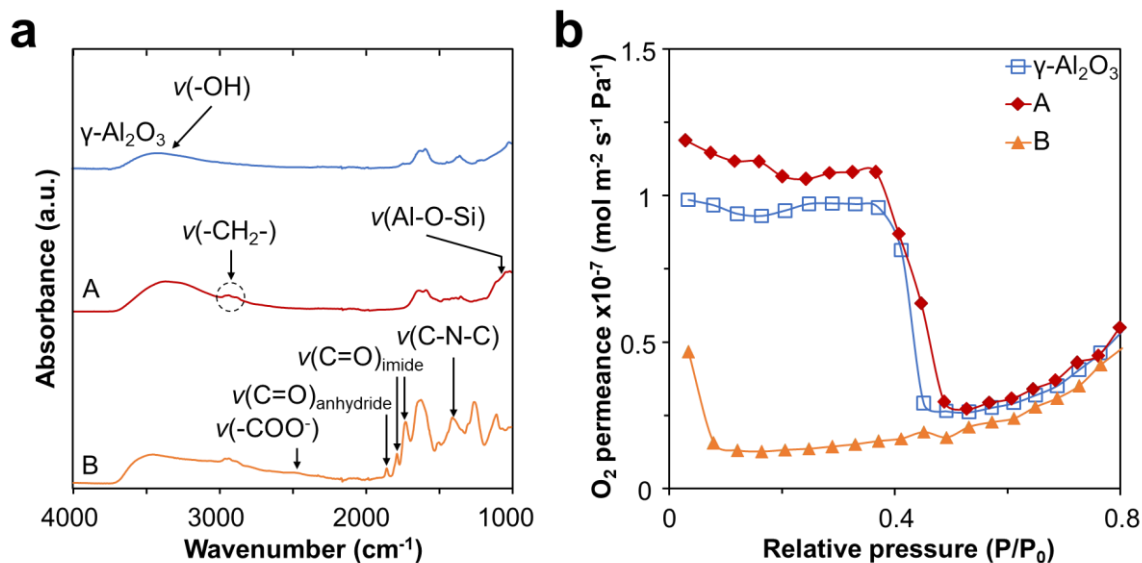 a
ν(-OH)
γ-Al₂O₃
ν(-CH₂-)
ν(Al-O-Si)
A
ν(C-N-C)
ν(C=O)imide
ν(C=O)anhydride
ν(-COO⁻)
B
Absorbance (a.u.)
4000 3000 2000 1000
Wavenumber (cm⁻¹)
b
1.5
1
0.5
0
γ-Al₂O₃
A
B
O₂ permeance x10⁻⁷ (mol m⁻² s⁻¹ Pa⁻¹)
0 0.4 0.8
Relative pressure (P/P₀)